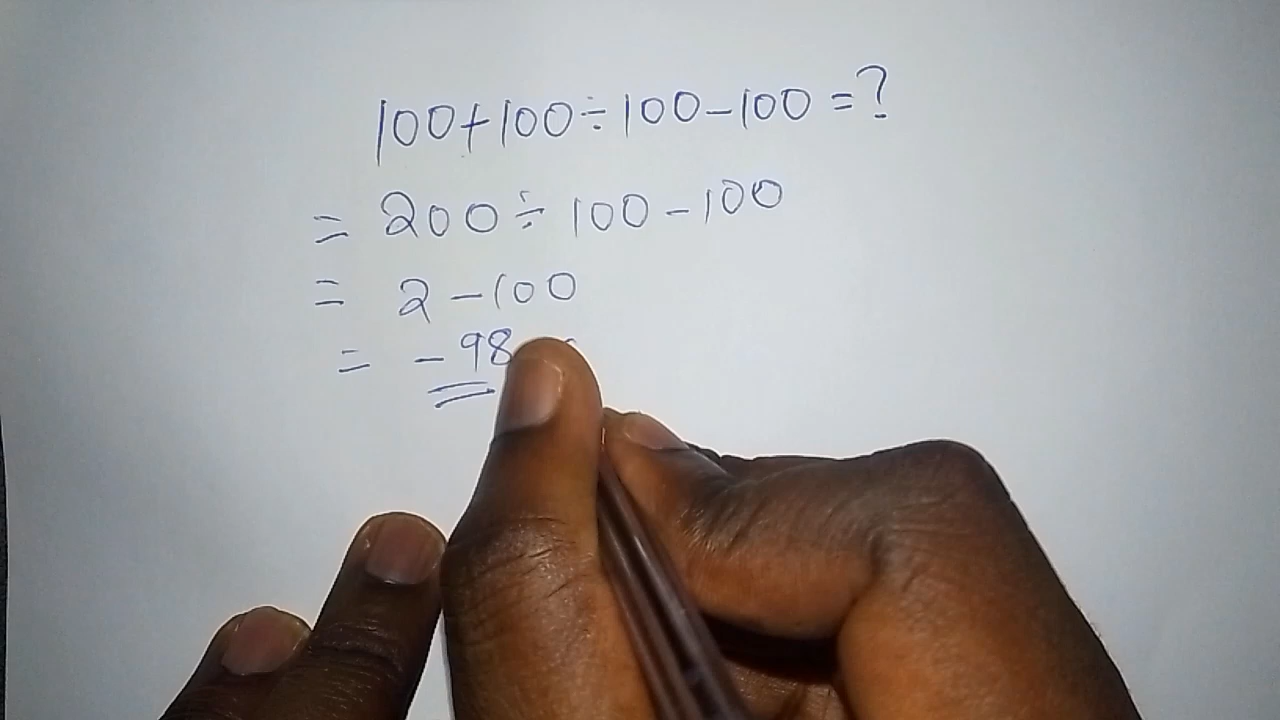 100+100÷100-100=?
= 200÷100-100
= 2-100
= -98